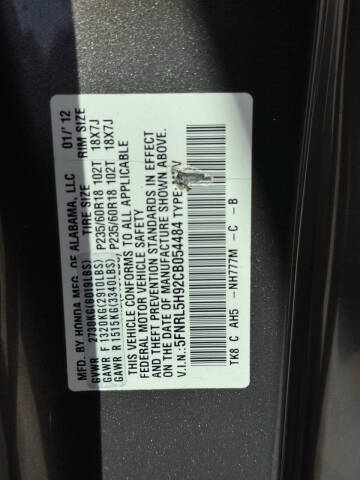 MFD. BY HONDA MFG. OF ALABAMA, LLC 01/'12
GVWR 2730KG(6019LBS) TIRE SIZE RIM SIZE
GAWR F 1320KG(2910LBS) P235/60R18 102T 18X7J
GAWR R 1515KG(3340LBS) P235/60R18 102T 18X7J
THIS VEHICLE CONFORMS TO ALL APPLICABLE
FEDERAL MOTOR VEHICLE SAFETY
AND THEFT PREVENTION STANDARDS IN EFFECT
ON THE DATE OF MANUFACTURE SHOWN ABOVE.
V.I.N.:5FNRL5H92CB054484 TYPE:
TK8 C AH5 -NH777M -C -B